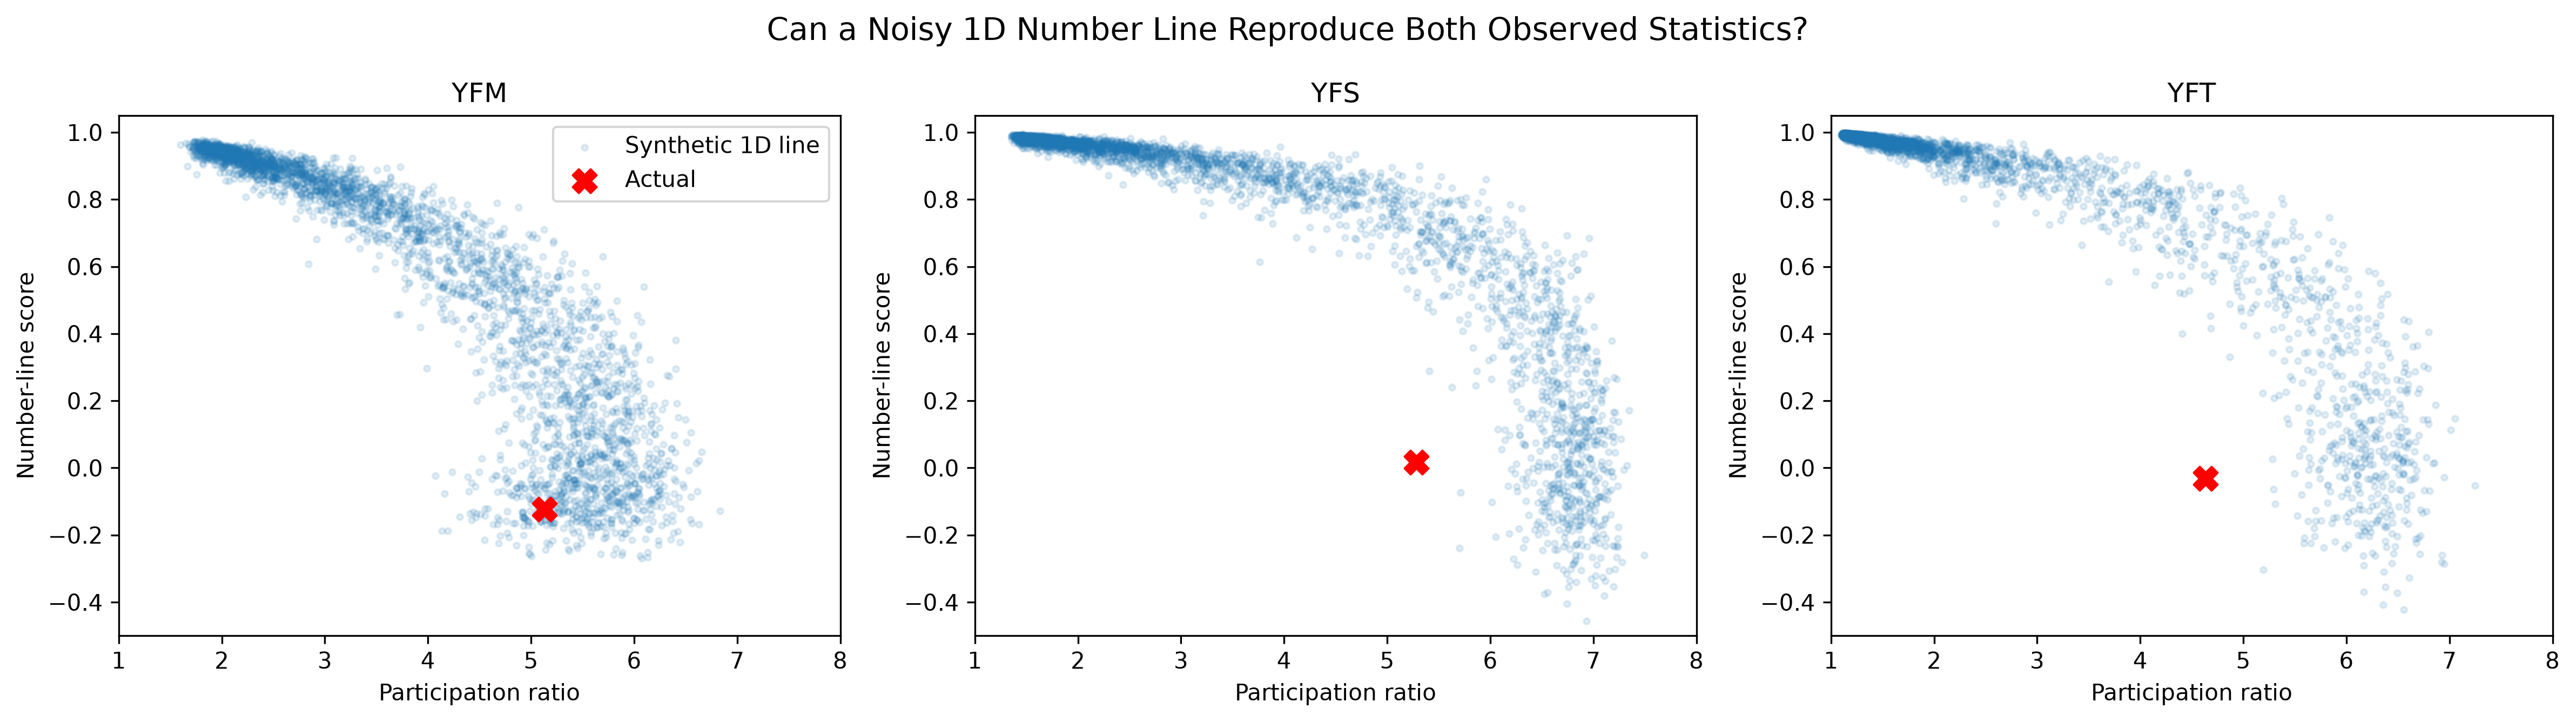 Can a Noisy 1D Number Line Reproduce Both Observed Statistics?
YFM
1.0
0.8
0.6
0.4
0.2
0.0
−0.2
−0.4
Number-line score
Synthetic 1D line
Actual
1 2 3 4 5 6 7 8
Participation ratio
YFS
1.0
0.8
0.6
0.4
0.2
0.0
−0.2
−0.4
Number-line score
1 2 3 4 5 6 7 8
Participation ratio
YFT
1.0
0.8
0.6
0.4
0.2
0.0
−0.2
−0.4
Number-line score
1 2 3 4 5 6 7 8
Participation ratio